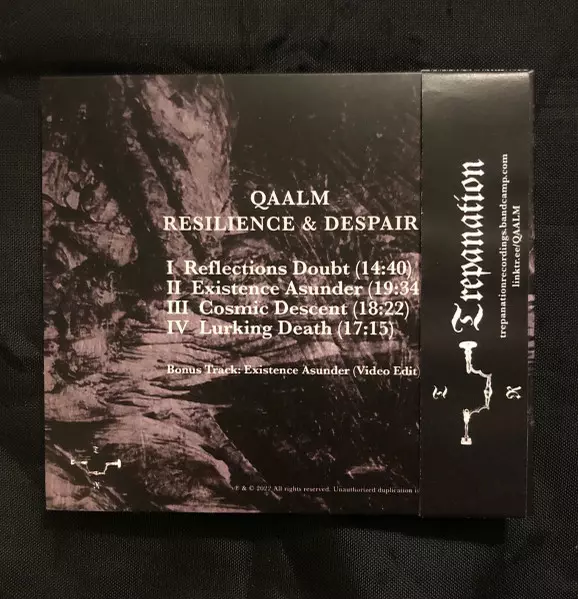 QAALM
RESILIENCE & DESPAIR
I Reflections Doubt (14:40)
II Existence Asunder (19:34
III Cosmic Descent (18:22)
IV Lurking Death (17:15)
Bonus Track: Existence Asunder (Video Edit
℗ & © 2022 All rights reserved. Unauthorized duplication is
Trepanation
trepanationrecordings.bandcamp.com
linktr.ee/QAALM
T
R
T
R